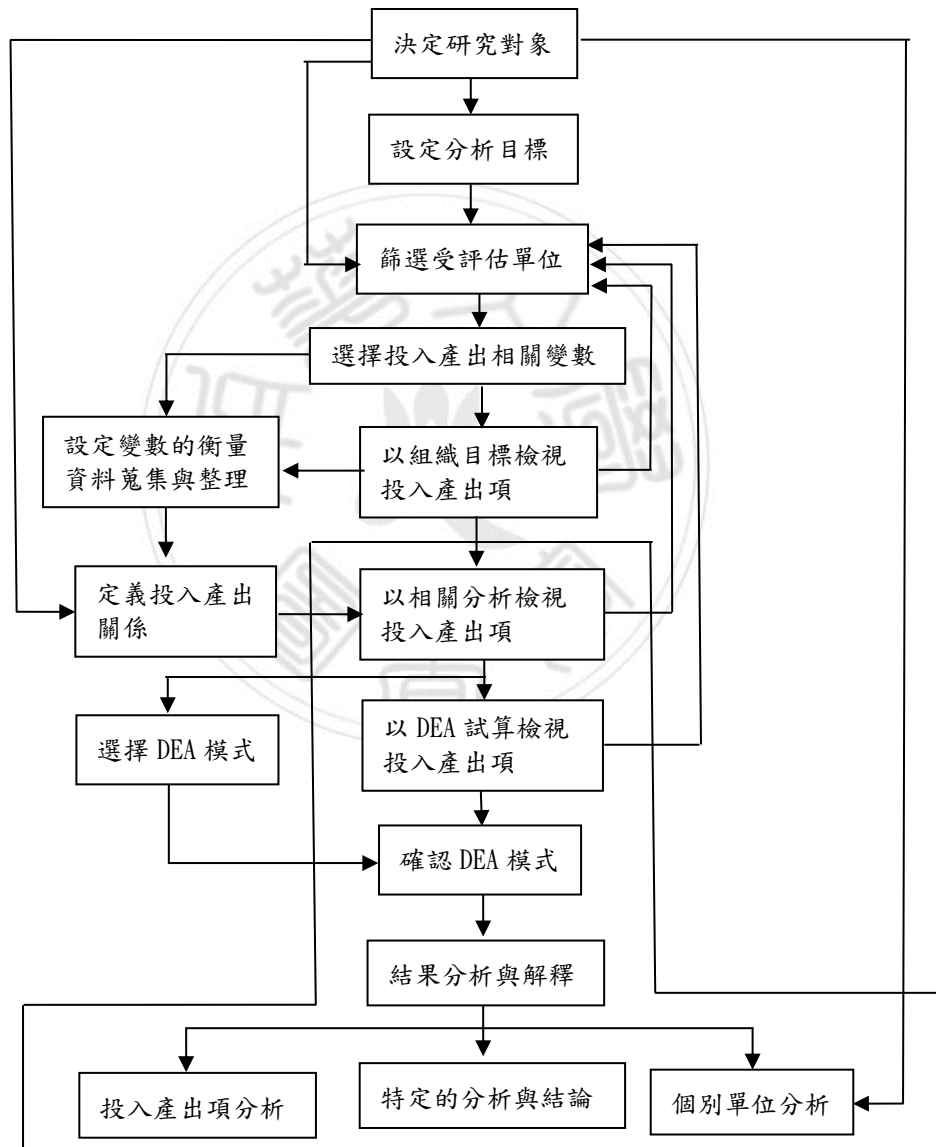 決定研究對象
設定分析目標
篩選受評估單位
選擇投入產出相關變數
設定變數的衡量
資料蒐集與整理
以組織目標檢視
投入產出項
定義投入產出
關係
以相關分析檢視
投入產出項
選擇 DEA 模式
以 DEA 試算檢視
投入產出項
確認 DEA 模式
結果分析與解釋
投入產出項分析
特定的分析與結論
個別單位分析